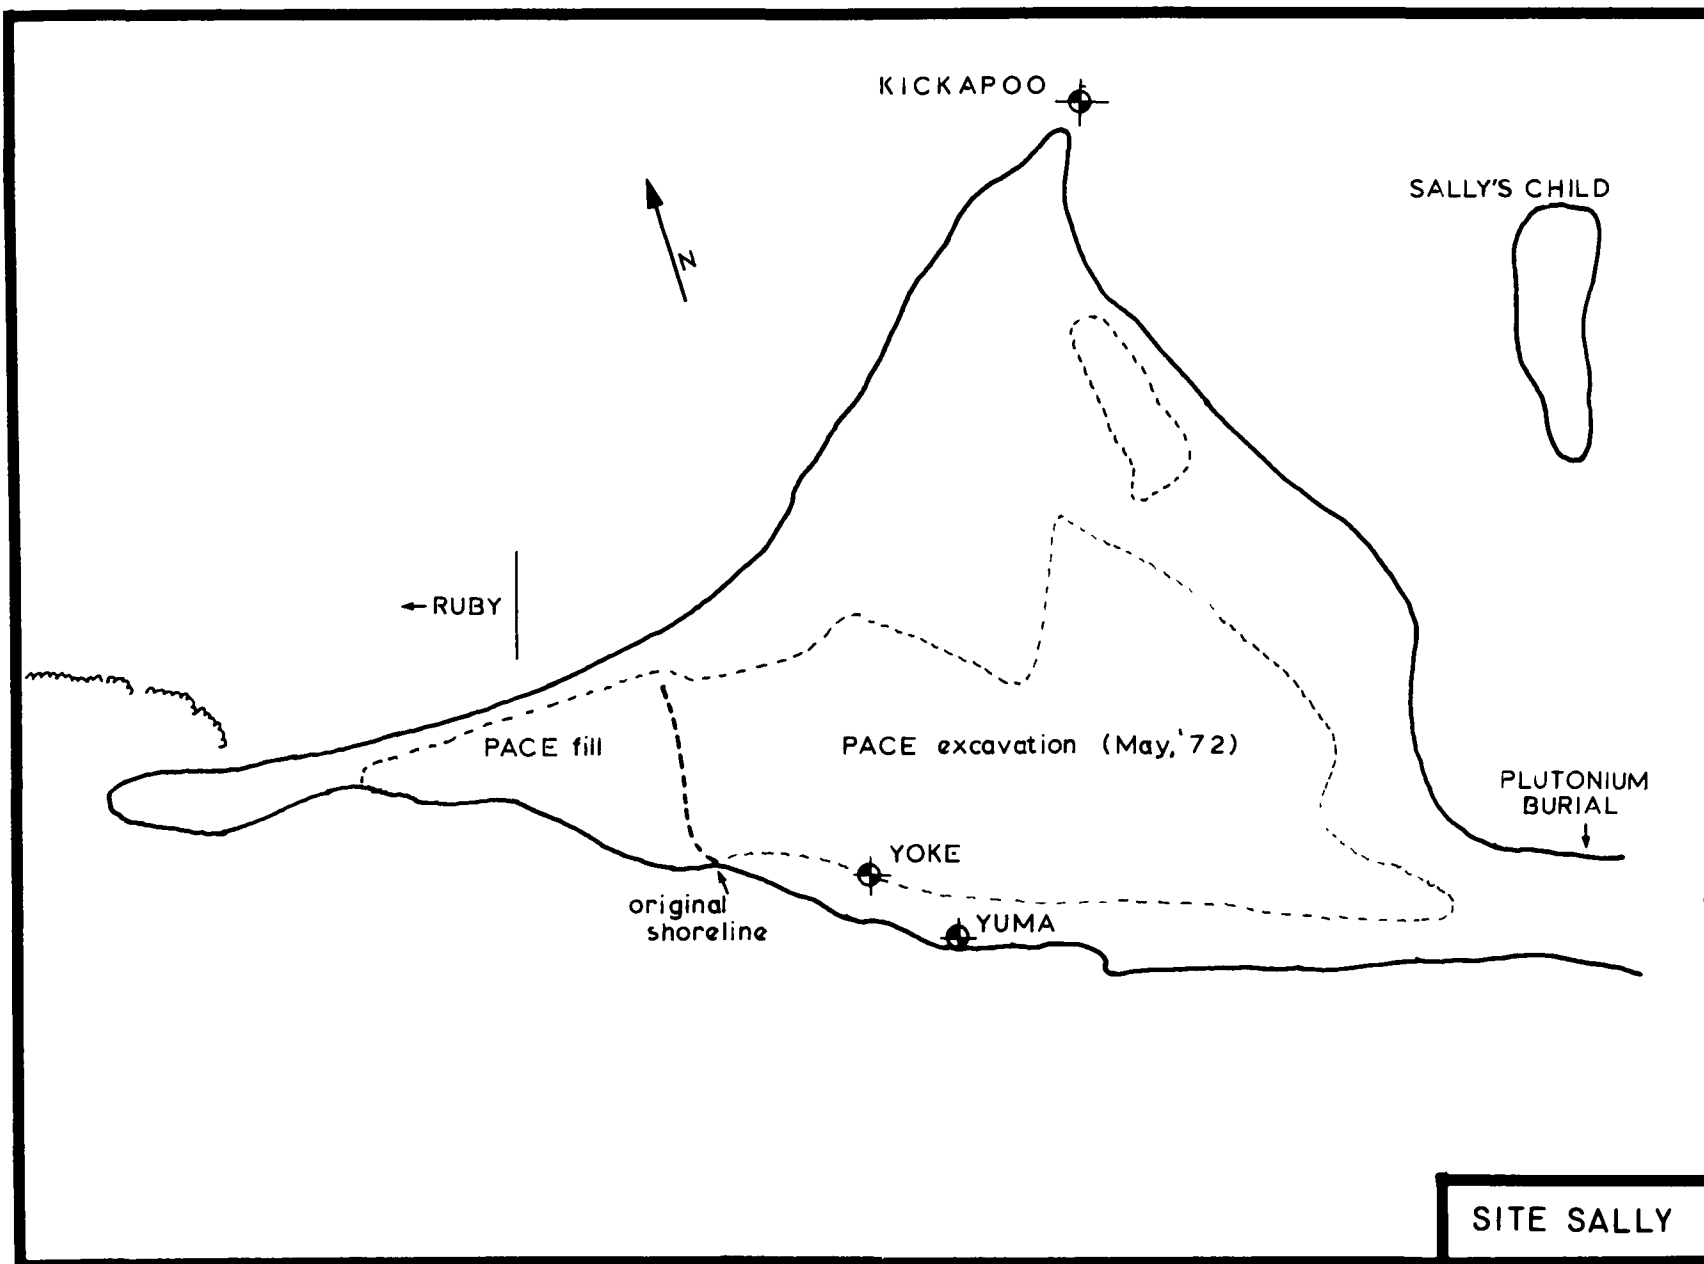 KICKAPOO
SALLY'S CHILD
N
←RUBY
PACE fill
PACE excavation (May,'72)
PLUTONIUM
BURIAL
YOKE
original
shoreline
YUMA
SITE SALLY